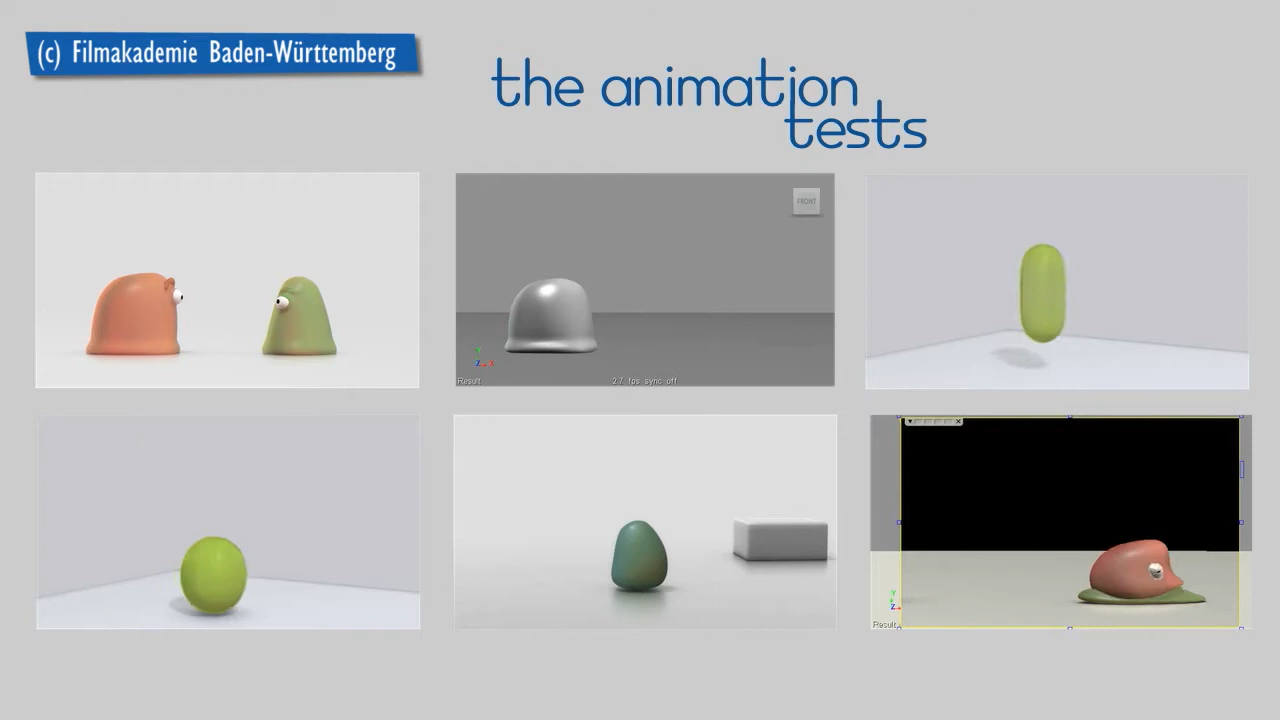 (c) Filmakademie Baden-Württemberg
the animation
tests
FRONT
Y
Z X
Result
2.7 fps sync off
Y
Z
Result